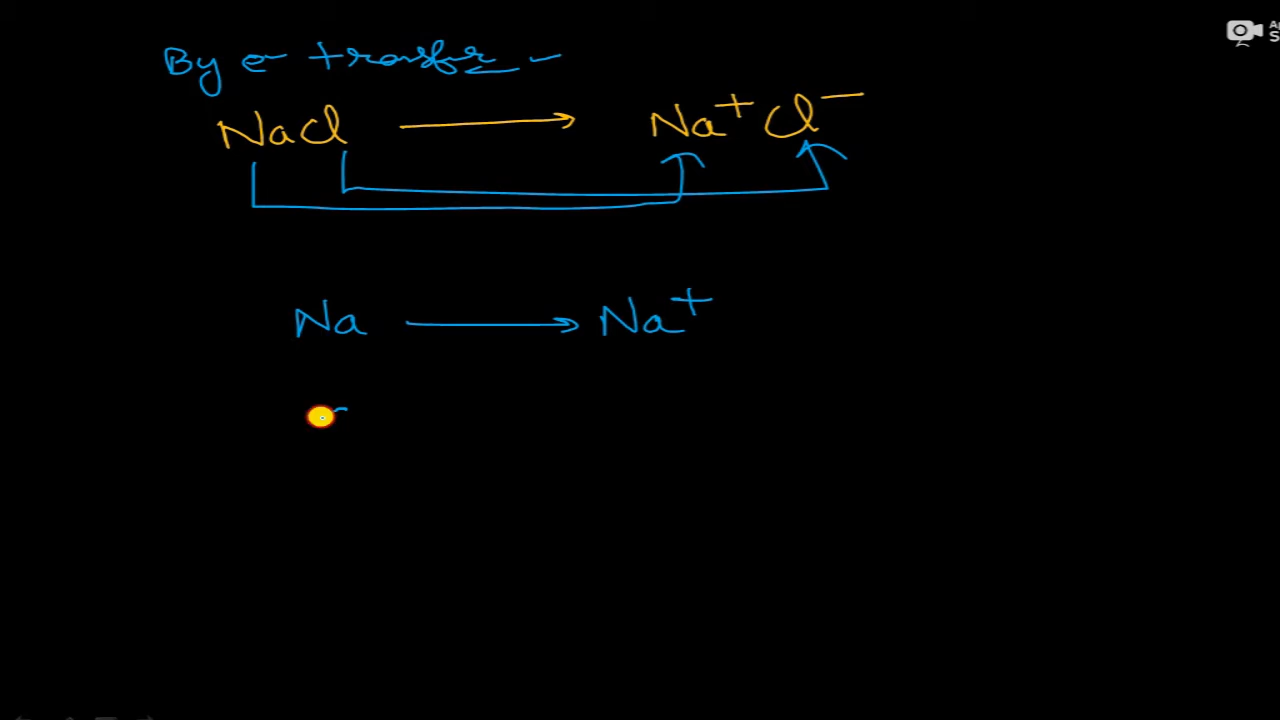 By e- transfer -
NaCl → Na⁺ Cl⁻
Na → Na⁺